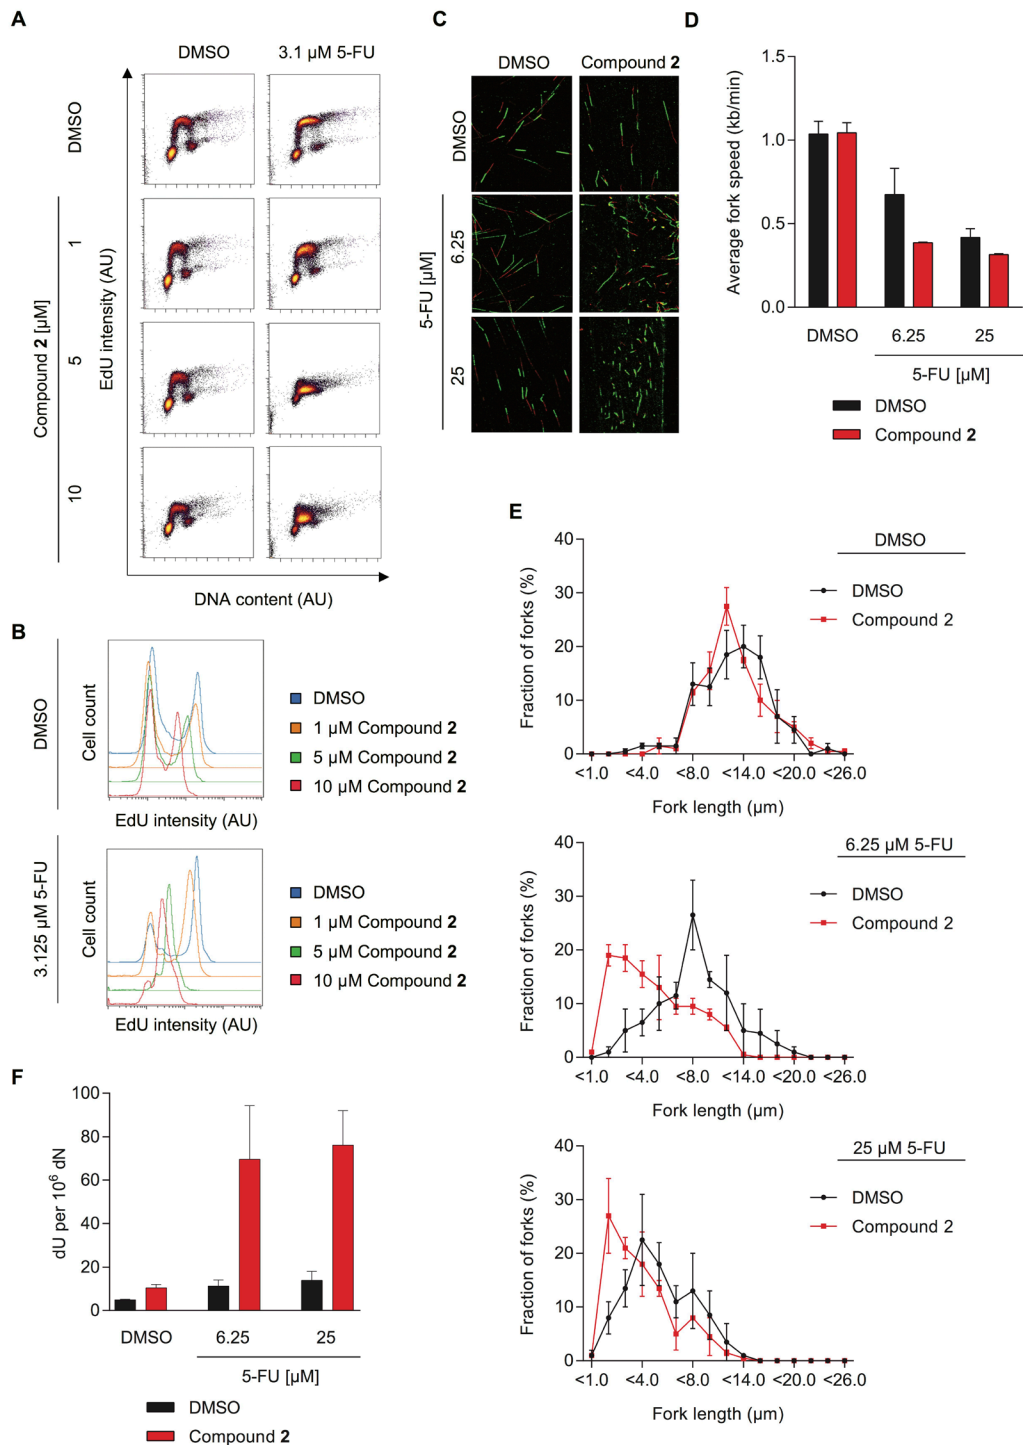 A
DMSO
3.1 µM 5-FU
DMSO
1
5
10
Compound 2 [µM]
EdU intensity (AU)
DNA content (AU)
B
DMSO
Cell count
EdU intensity (AU)
DMSO
1 µM Compound 2
5 µM Compound 2
10 µM Compound 2
3.125 µM 5-FU
Cell count
EdU intensity (AU)
DMSO
1 µM Compound 2
5 µM Compound 2
10 µM Compound 2
C
DMSO
Compound 2
DMSO
6.25
25
5-FU [µM]
D
Average fork speed (kb/min)
1.5
1.0
0.5
0.0
DMSO
6.25
25
5-FU [µM]
DMSO
Compound 2
E
DMSO
DMSO
Compound 2
Fraction of forks (%)
40
30
20
10
0
<1.0 <4.0 <8.0 <14.0 <20.0 <26.0
Fork length (µm)
6.25 µM 5-FU
DMSO
Compound 2
Fraction of forks (%)
40
30
20
10
0
<1.0 <4.0 <8.0 <14.0 <20.0 <26.0
Fork length (µm)
25 µM 5-FU
DMSO
Compound 2
Fraction of forks (%)
40
30
20
10
0
<1.0 <4.0 <8.0 <14.0 <20.0 <26.0
Fork length (µm)
F
dU per 10⁶ dN
100
80
60
40
20
0
DMSO
6.25
25
5-FU [µM]
DMSO
Compound 2